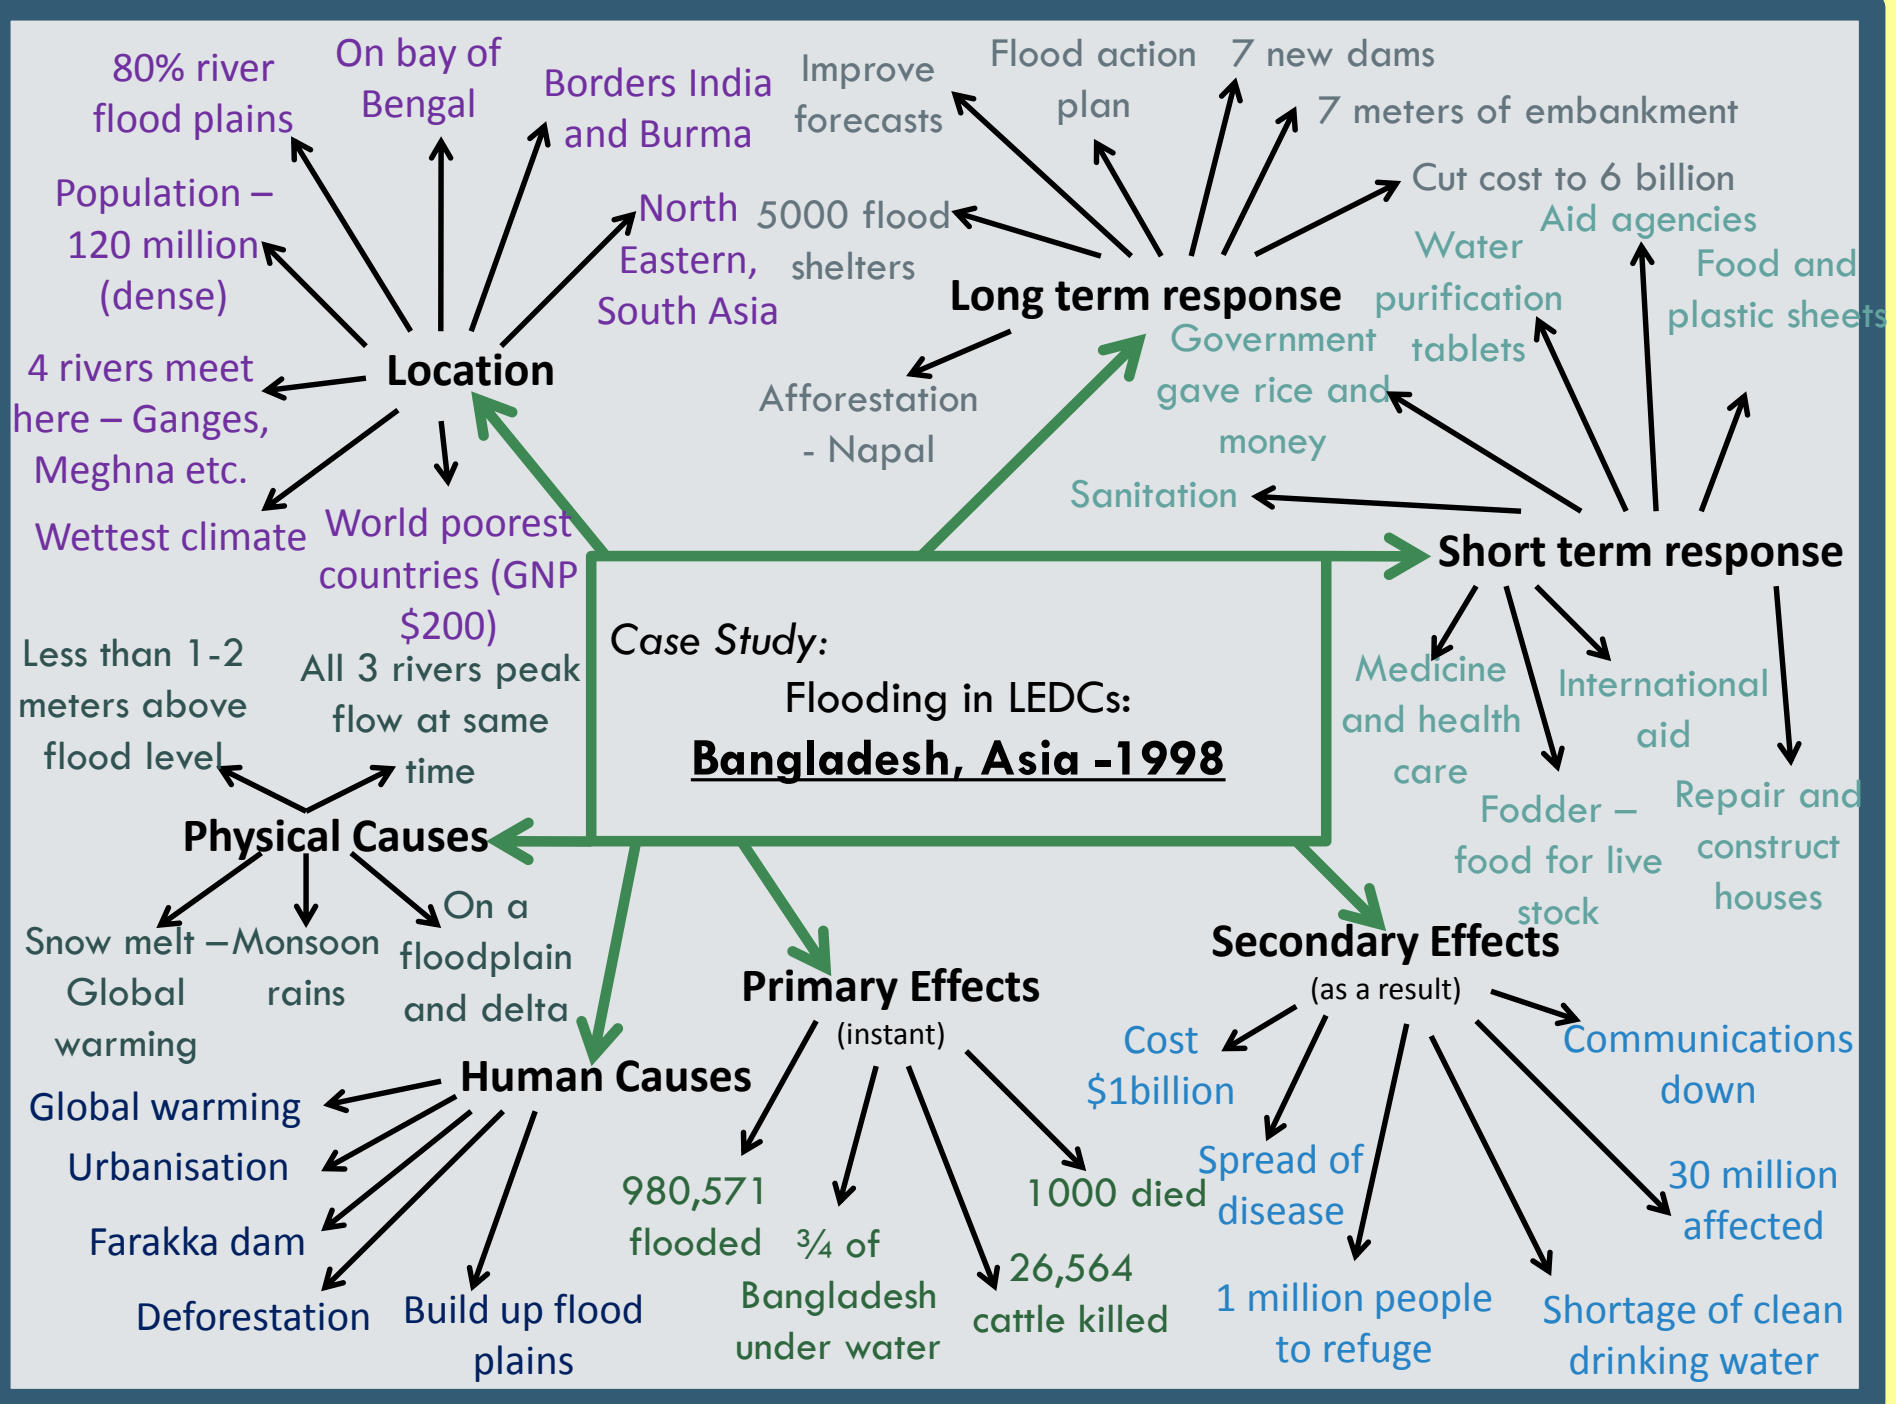 80% river
flood plains
On bay of
Bengal
Borders India
and Burma
Population –
120 million
(dense)
North
Eastern,
South Asia
Location
4 rivers meet
here – Ganges,
Meghna etc.
Wettest climate
World poorest
countries (GNP
$200)
Improve
forecasts
Flood action
plan
7 new dams
7 meters of embankment
Cut cost to 6 billion
5000 flood
shelters
Long term response
Afforestation
- Napal
Aid agencies
Water
purification
tablets
Food and
plastic sheets
Government
gave rice and
money
Sanitation
Short term response
Medicine
and health
care
International
aid
Fodder –
food for live
stock
Repair and
construct
houses
Case Study:
Flooding in LEDCs:
Bangladesh, Asia -1998
Less than 1-2
meters above
flood level
All 3 rivers peak
flow at same
time
Physical Causes
Snow melt –
Global
warming
Monsoon
rains
On a
floodplain
and delta
Human Causes
Global warming
Urbanisation
Farakka dam
Deforestation
Build up flood
plains
Primary Effects
(instant)
980,571
flooded
¾ of
Bangladesh
under water
26,564
cattle killed
1000 died
Secondary Effects
(as a result)
Cost
$1billion
Spread of
disease
1 million people
to refuge
Shortage of clean
drinking water
30 million
affected
Communications
down